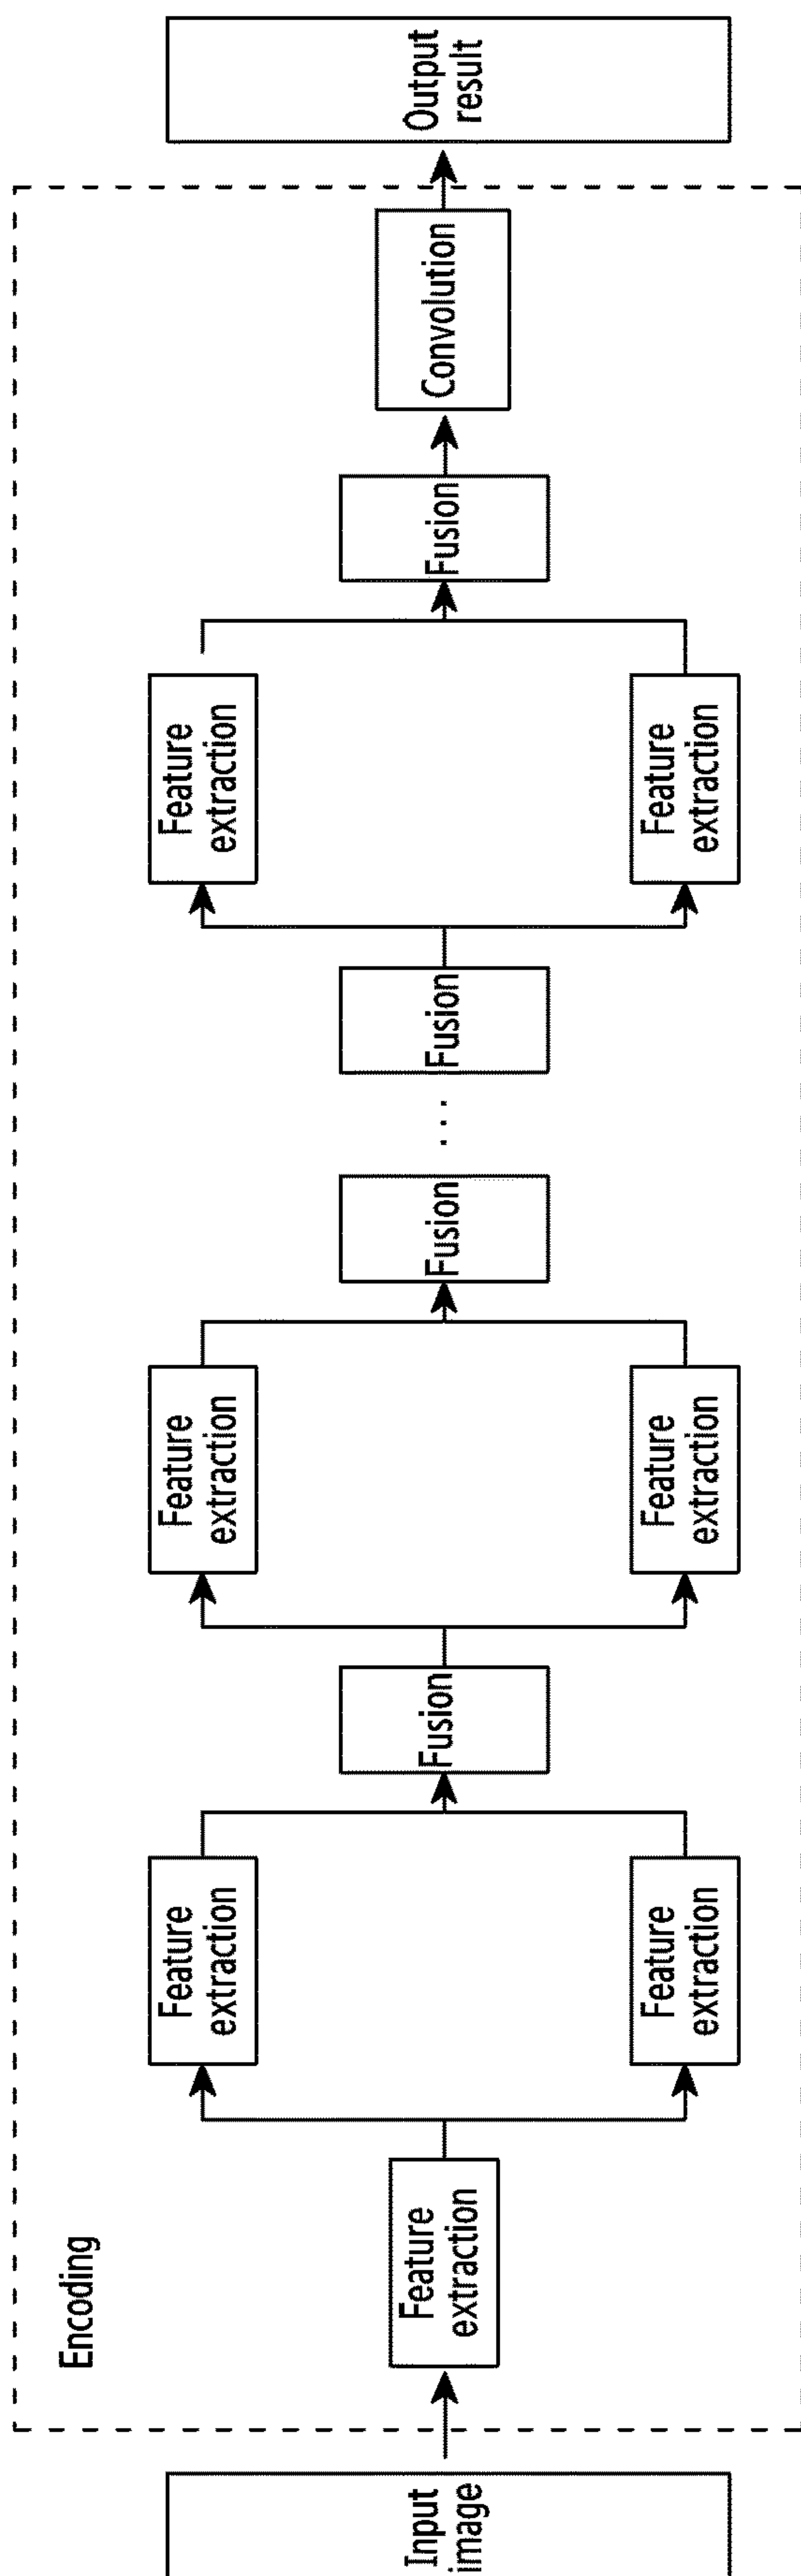 Input
image
Encoding
Feature
extraction
Feature
extraction
Feature
extraction
Fusion
Feature
extraction
Feature
extraction
Fusion
...
Fusion
Feature
extraction
Feature
extraction
Fusion
Convolution
Output
result